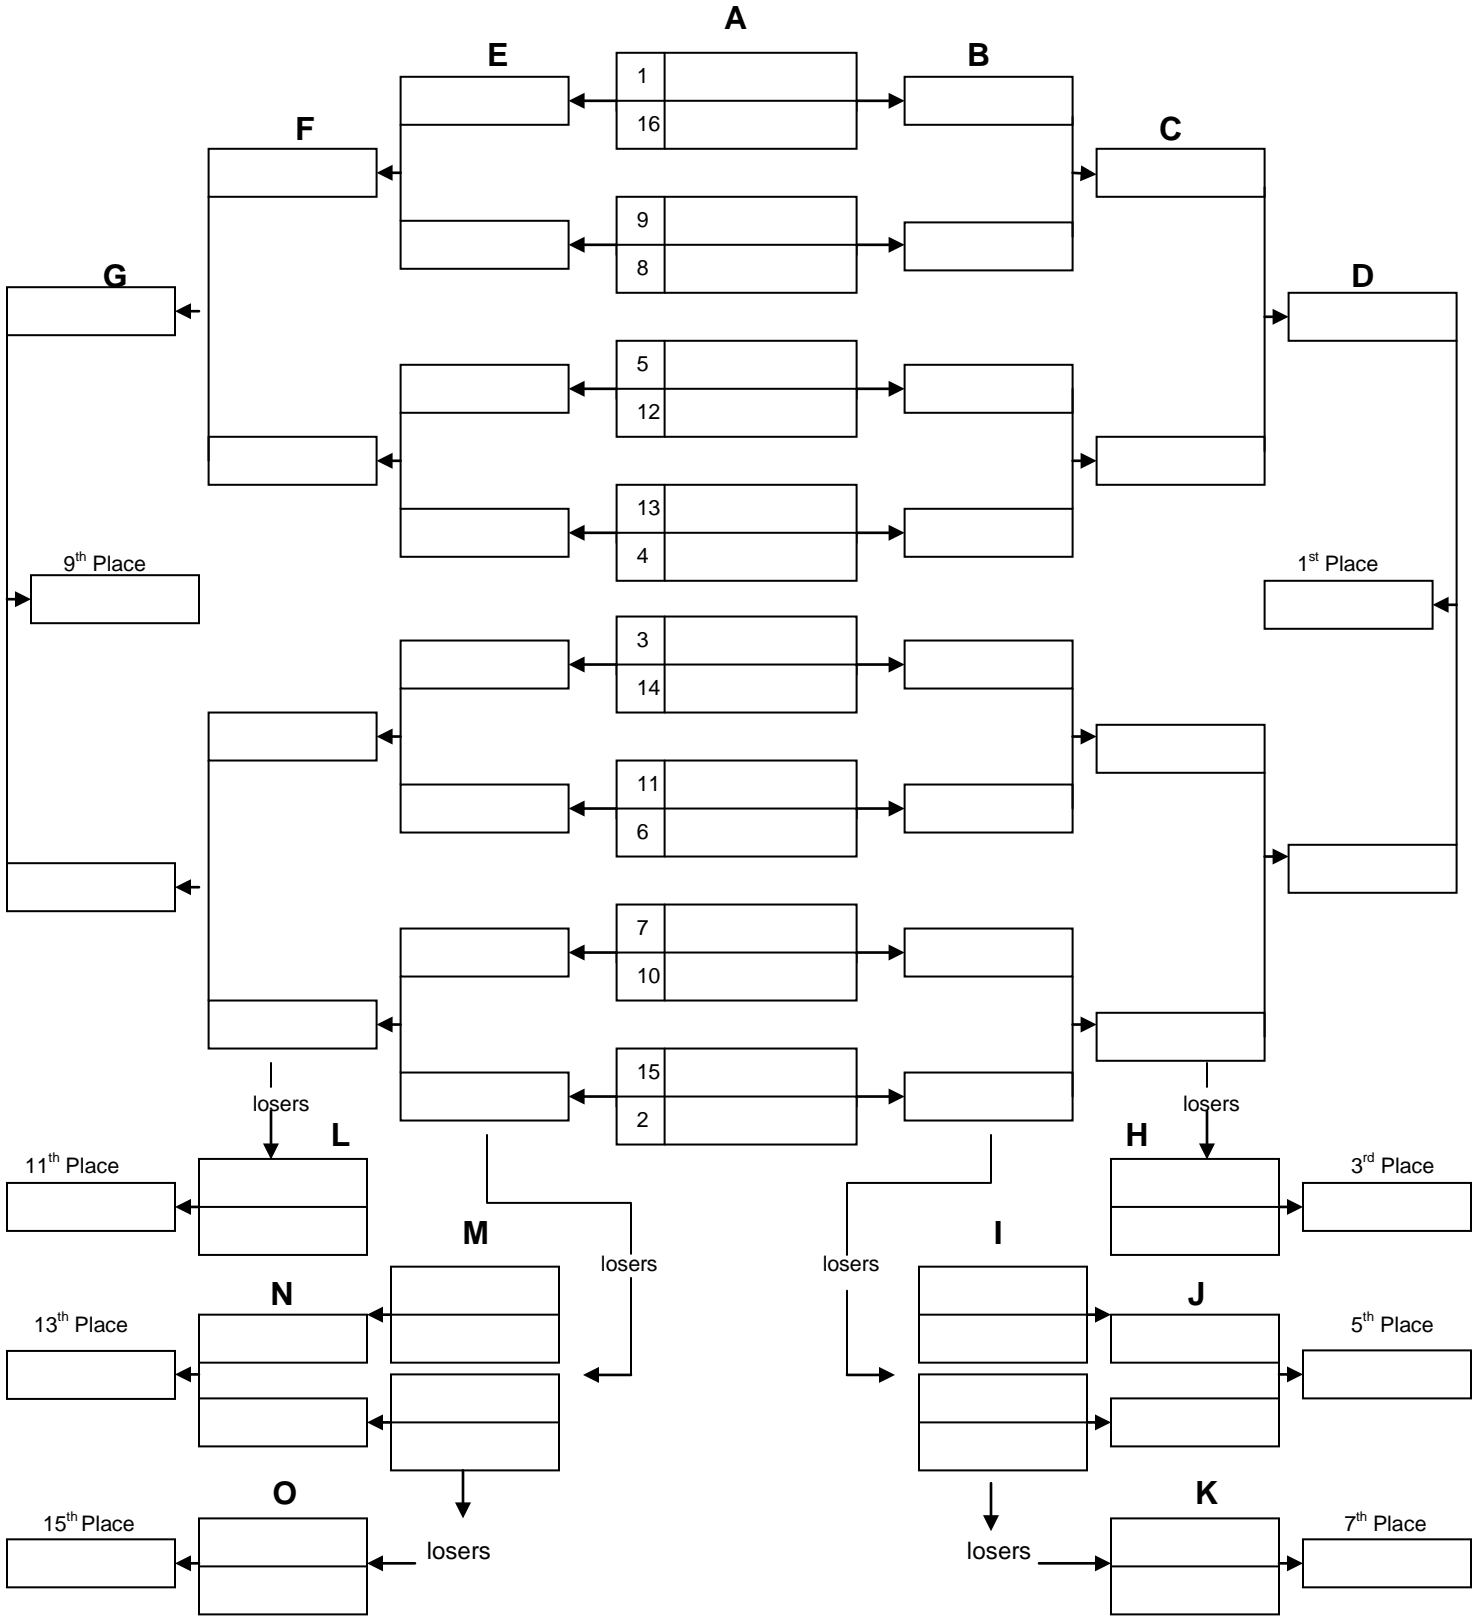 A
E
B
1
16
F
C
9
8
G
D
5
12
13
4
9th Place
1st Place
3
14
11
6
7
10
15
2
losers
losers
L
H
11th Place
3rd Place
M
I
losers
losers
N
J
13th Place
5th Place
O
K
15th Place
7th Place
losers
losers